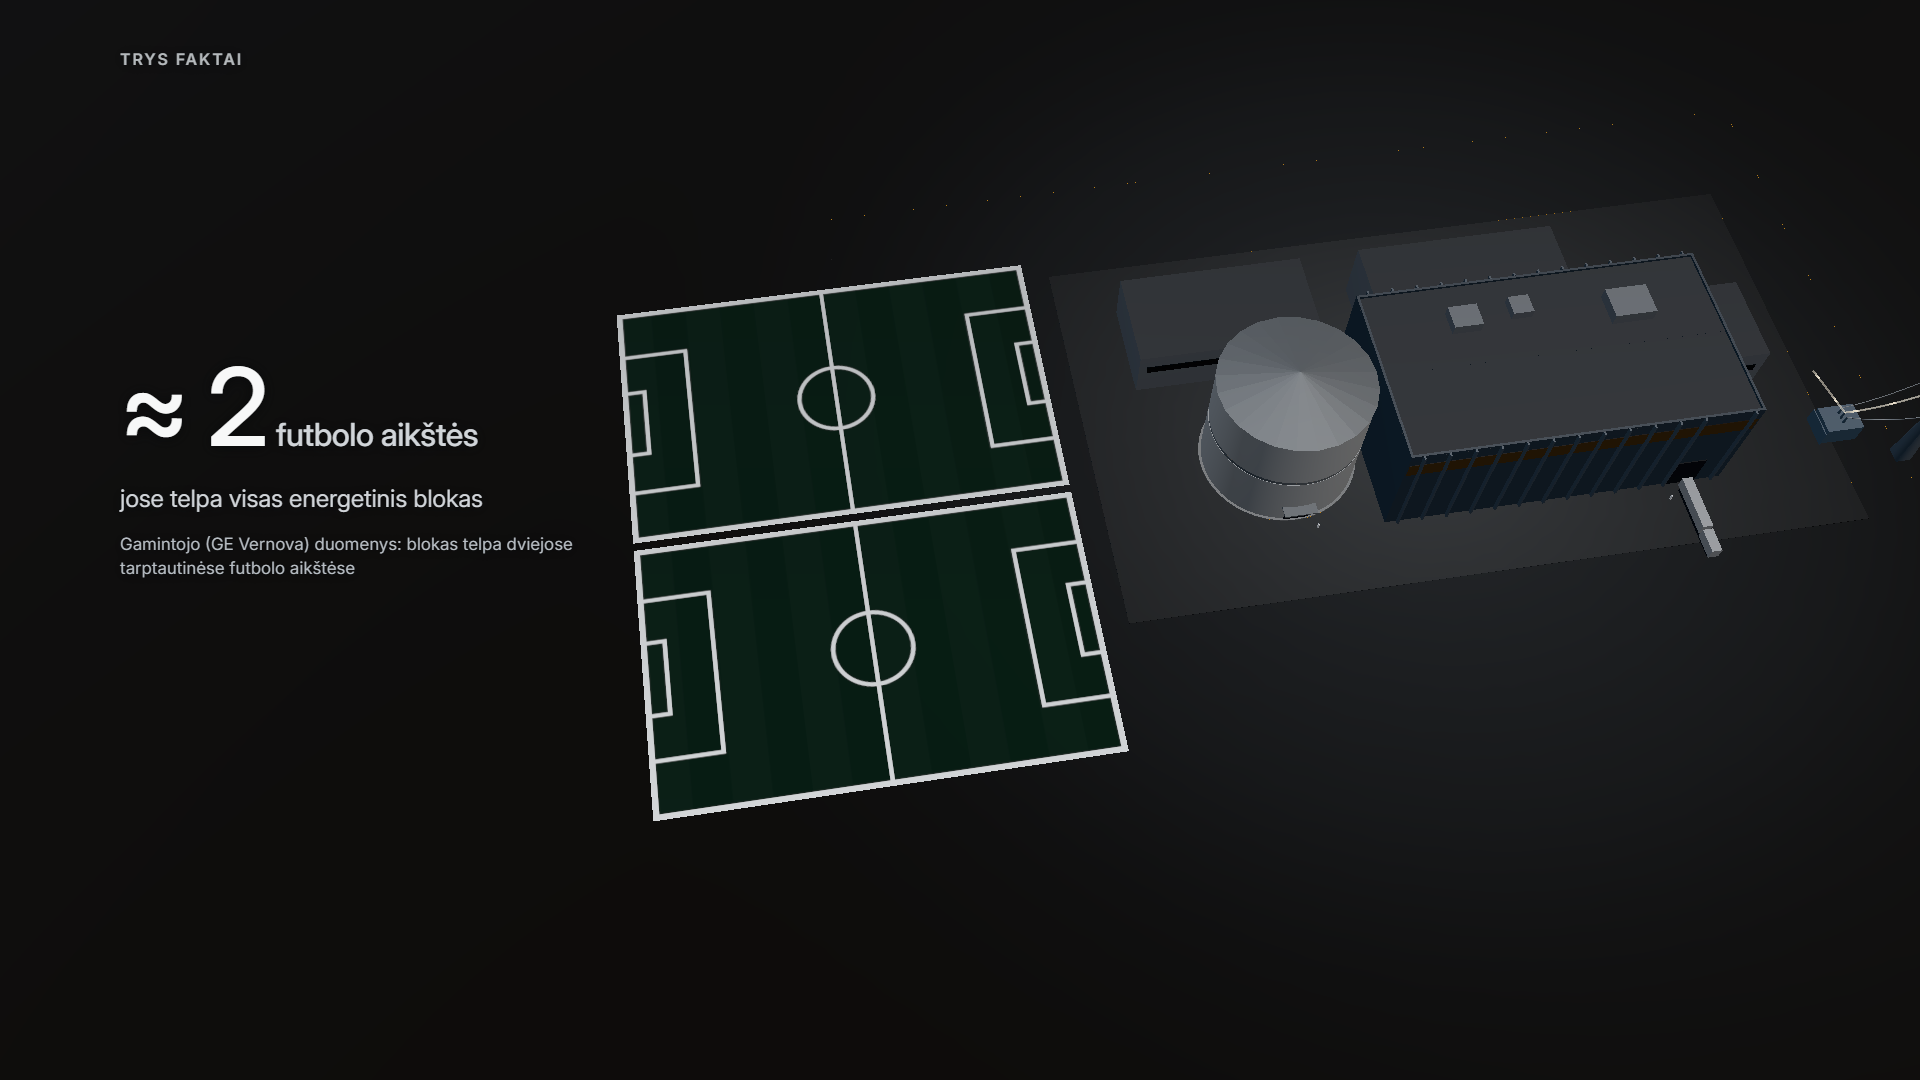 TRYS FAKTAI
≈ 2 futbolo aikštės
jose telpa visas energetinis blokas
Gamintojo (GE Vernova) duomenys: blokas telpa dviejose
tarptautinėse futbolo aikštėse